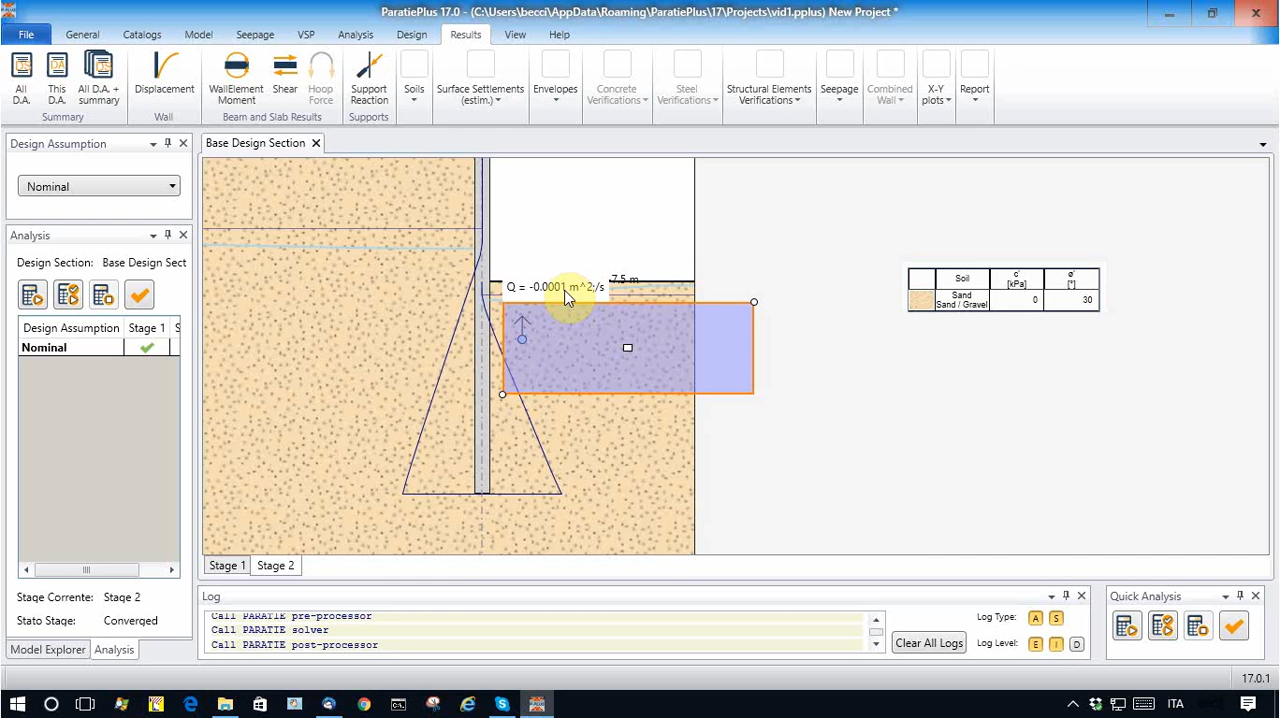 ParatiePlus 17.0 - (C:\Users\becci\AppData\Roaming\ParatiePlus\17\Projects\vid1.pplus) New Project *
File General Catalogs Model Seepage VSP Analysis Design Results View Help
All D.A.
This D.A.
All D.A. + summary
Displacement
WallElement Moment
Shear
Hoop Force
Support Reaction
Soils
Surface Settlements (estim.)
Envelopes
Concrete Verifications
Steel Verifications
Structural Elements Verifications
Seepage
Combined Wall
X-Y plots
Report
Summary
Wall
Beam and Slab Results
Supports
Design Assumption
Nominal
Base Design Section
Analysis
Design Section: Base Design Sect
Design Assumption Stage 1 S
Nominal
Q = -0.0001 m^2;/s
-7.5 m
Soil c' [kPa] ø' [°]
Sand Sand / Gravel 0 30
Stage 1 Stage 2
Stage Corrente: Stage 2
Stato Stage: Converged
Model Explorer Analysis
Log
Call PARATIE pre-processor
Call PARATIE solver
Call PARATIE post-processor
Clear All Logs
Log Type: A S
Log Level: E I D
Quick Analysis
17.0.1
ITA